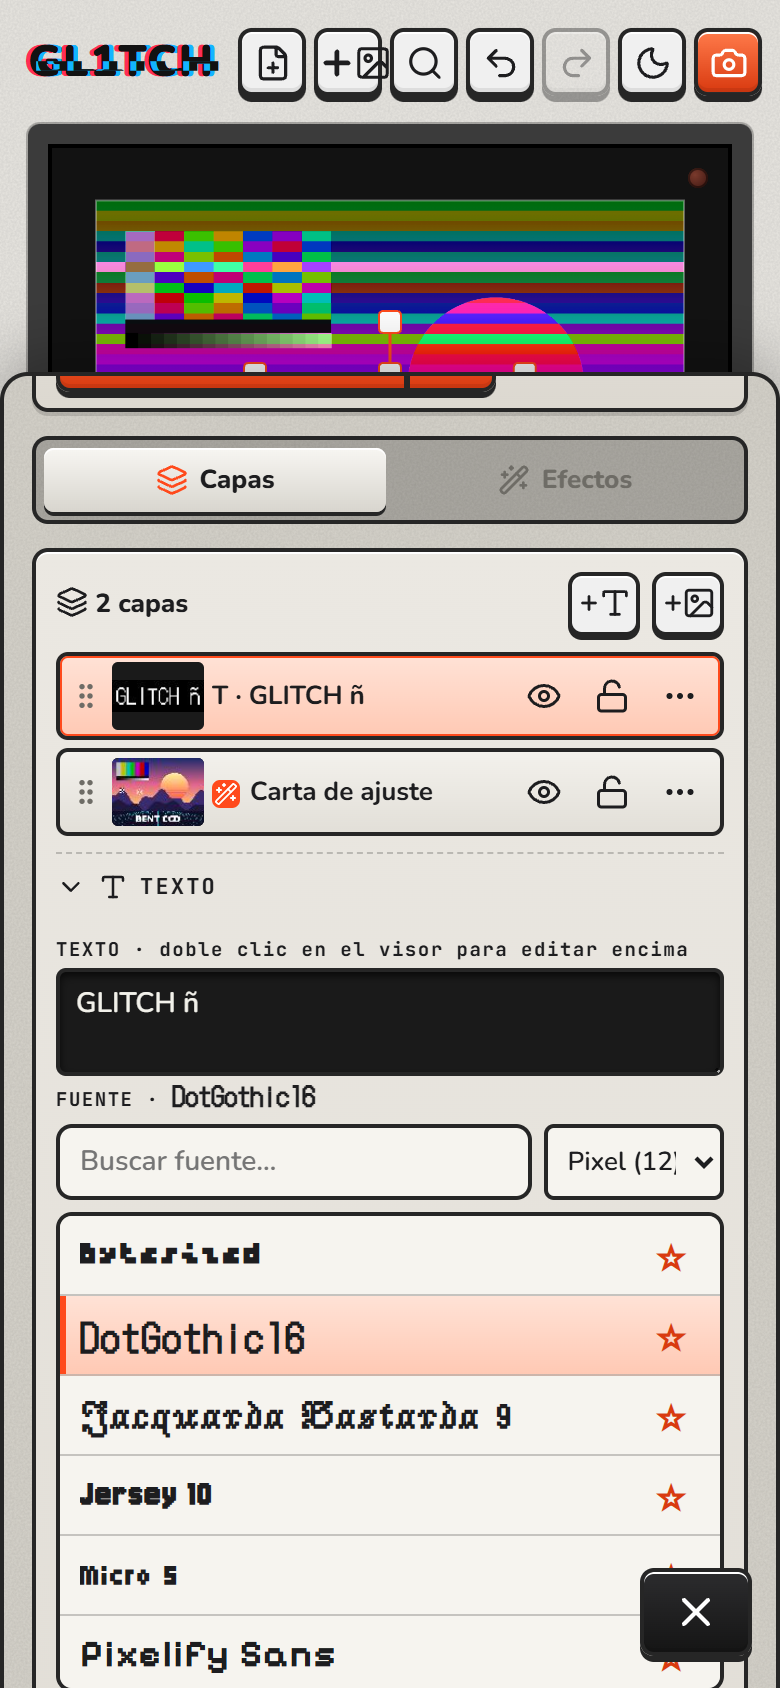 GL1TCH
Capas
Efectos
2 capas
+T
+
GLITCH ñ
T · GLITCH ñ
BENT
Carta de ajuste
TEXTO
TEXTO · doble clic en el visor para editar encima
GLITCH ñ
FUENTE · DotGothic16
Buscar fuente...
Pixel (12)
Bytesized
DotGothic16
Jacquarda Bastarda 9
Jersey 10
Micro 5
Pixelify Sans